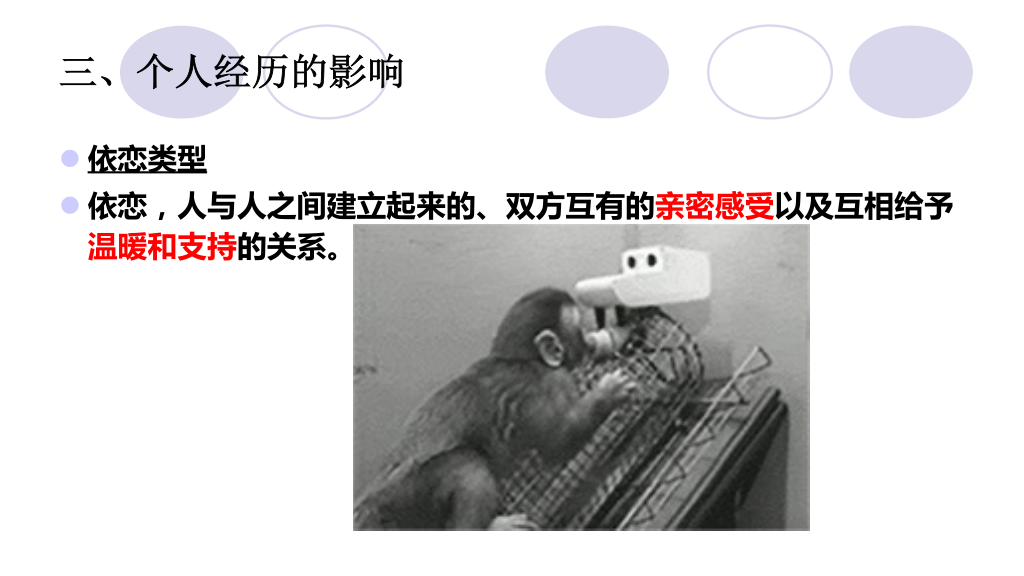 三、个人经历的影响
依恋类型
依恋，人与人之间建立起来的、双方互有的亲密感受以及互相给予
温暖和支持的关系。